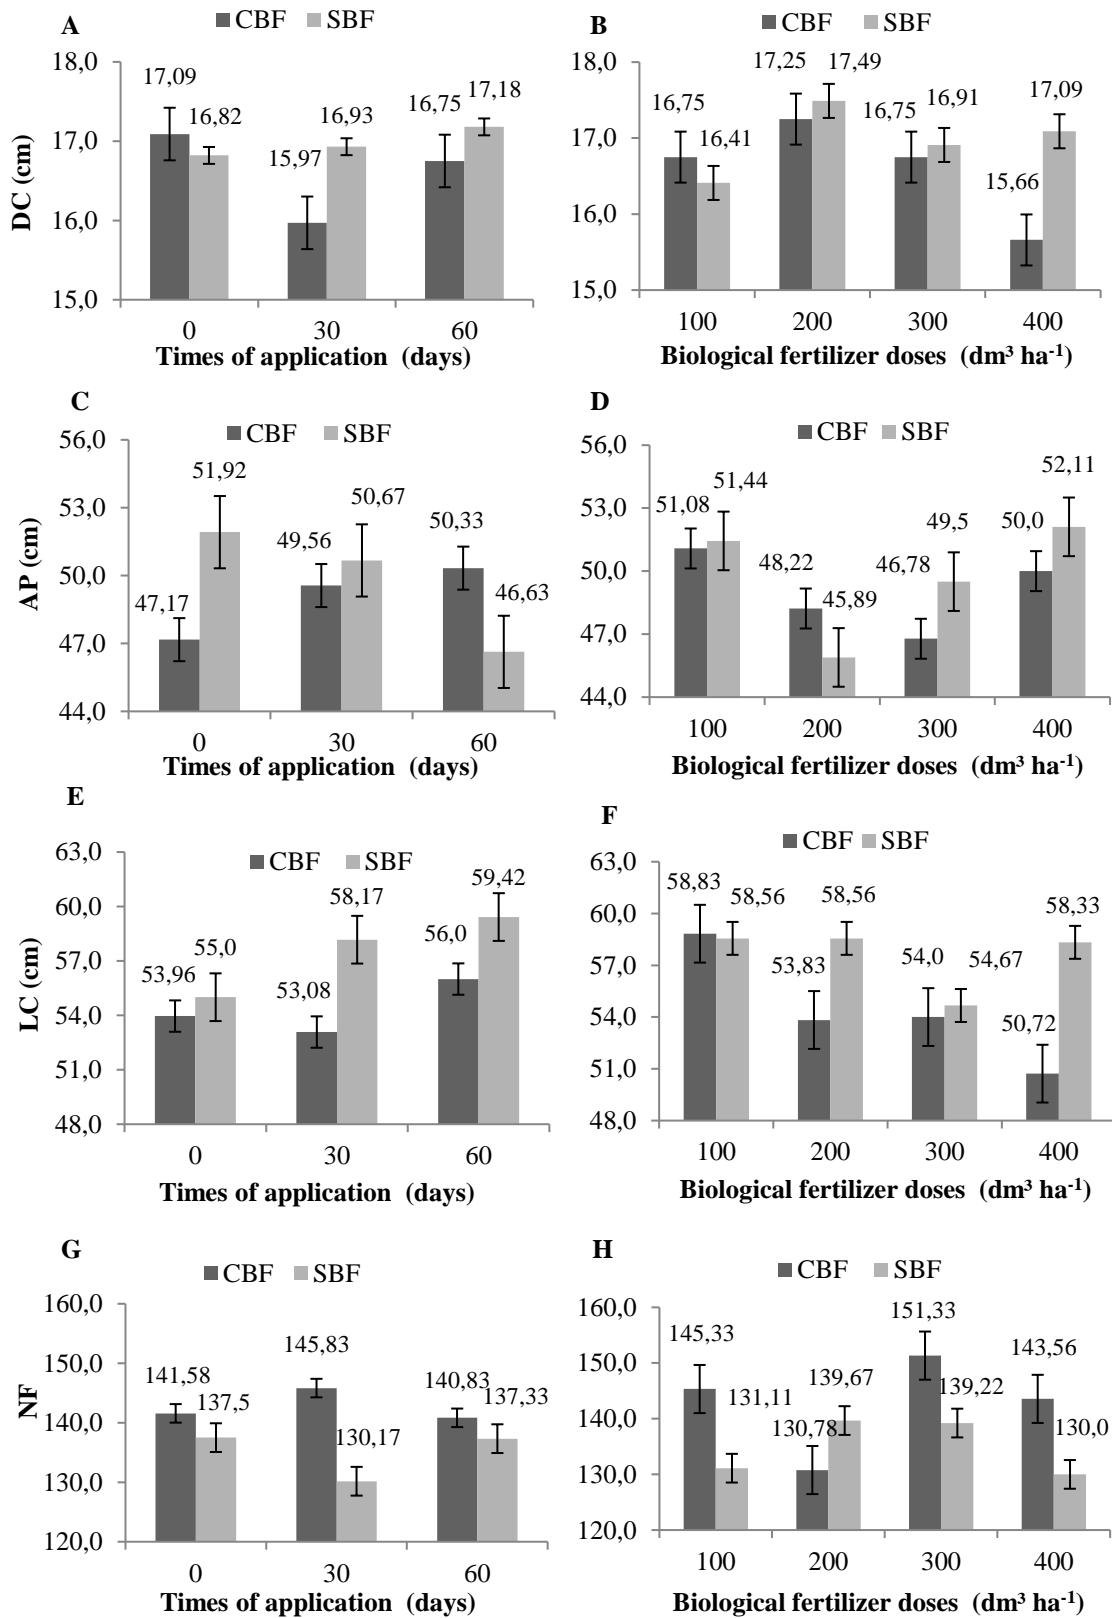 A
CBF SBF
DC (cm)
18,0
17,0
16,0
15,0
17,09
16,82
15,97
16,93
16,75
17,18
0 30 60
Times of application (days)
B
CBF SBF
18,0
17,0
16,0
15,0
16,75
16,41
17,25
17,49
16,75
16,91
15,66
17,09
100 200 300 400
Biological fertilizer doses (dm³ ha⁻¹)
C
CBF SBF
AP (cm)
56,0
53,0
50,0
47,0
44,0
47,17
51,92
49,56
50,67
50,33
46,63
0 30 60
Times of application (days)
D
CBF SBF
56,0
53,0
50,0
47,0
44,0
51,08
51,44
48,22
45,89
46,78
49,5
50,0
52,11
100 200 300 400
Biological fertilizer doses (dm³ ha⁻¹)
E
CBF SBF
LC (cm)
63,0
60,0
57,0
54,0
51,0
48,0
53,96
55,0
53,08
58,17
56,0
59,42
0 30 60
Times of application (days)
F
CBF SBF
63,0
60,0
57,0
54,0
51,0
48,0
58,83
58,56
53,83
58,56
54,0
54,67
50,72
58,33
100 200 300 400
Biological fertilizer doses (dm³ ha⁻¹)
G
CBF SBF
NF
160,0
150,0
140,0
130,0
120,0
141,58
137,5
145,83
130,17
140,83
137,33
0 30 60
Times of application (days)
H
CBF SBF
160,0
150,0
140,0
130,0
120,0
145,33
131,11
130,78
139,67
151,33
139,22
143,56
130,0
100 200 300 400
Biological fertilizer doses (dm³ ha⁻¹)